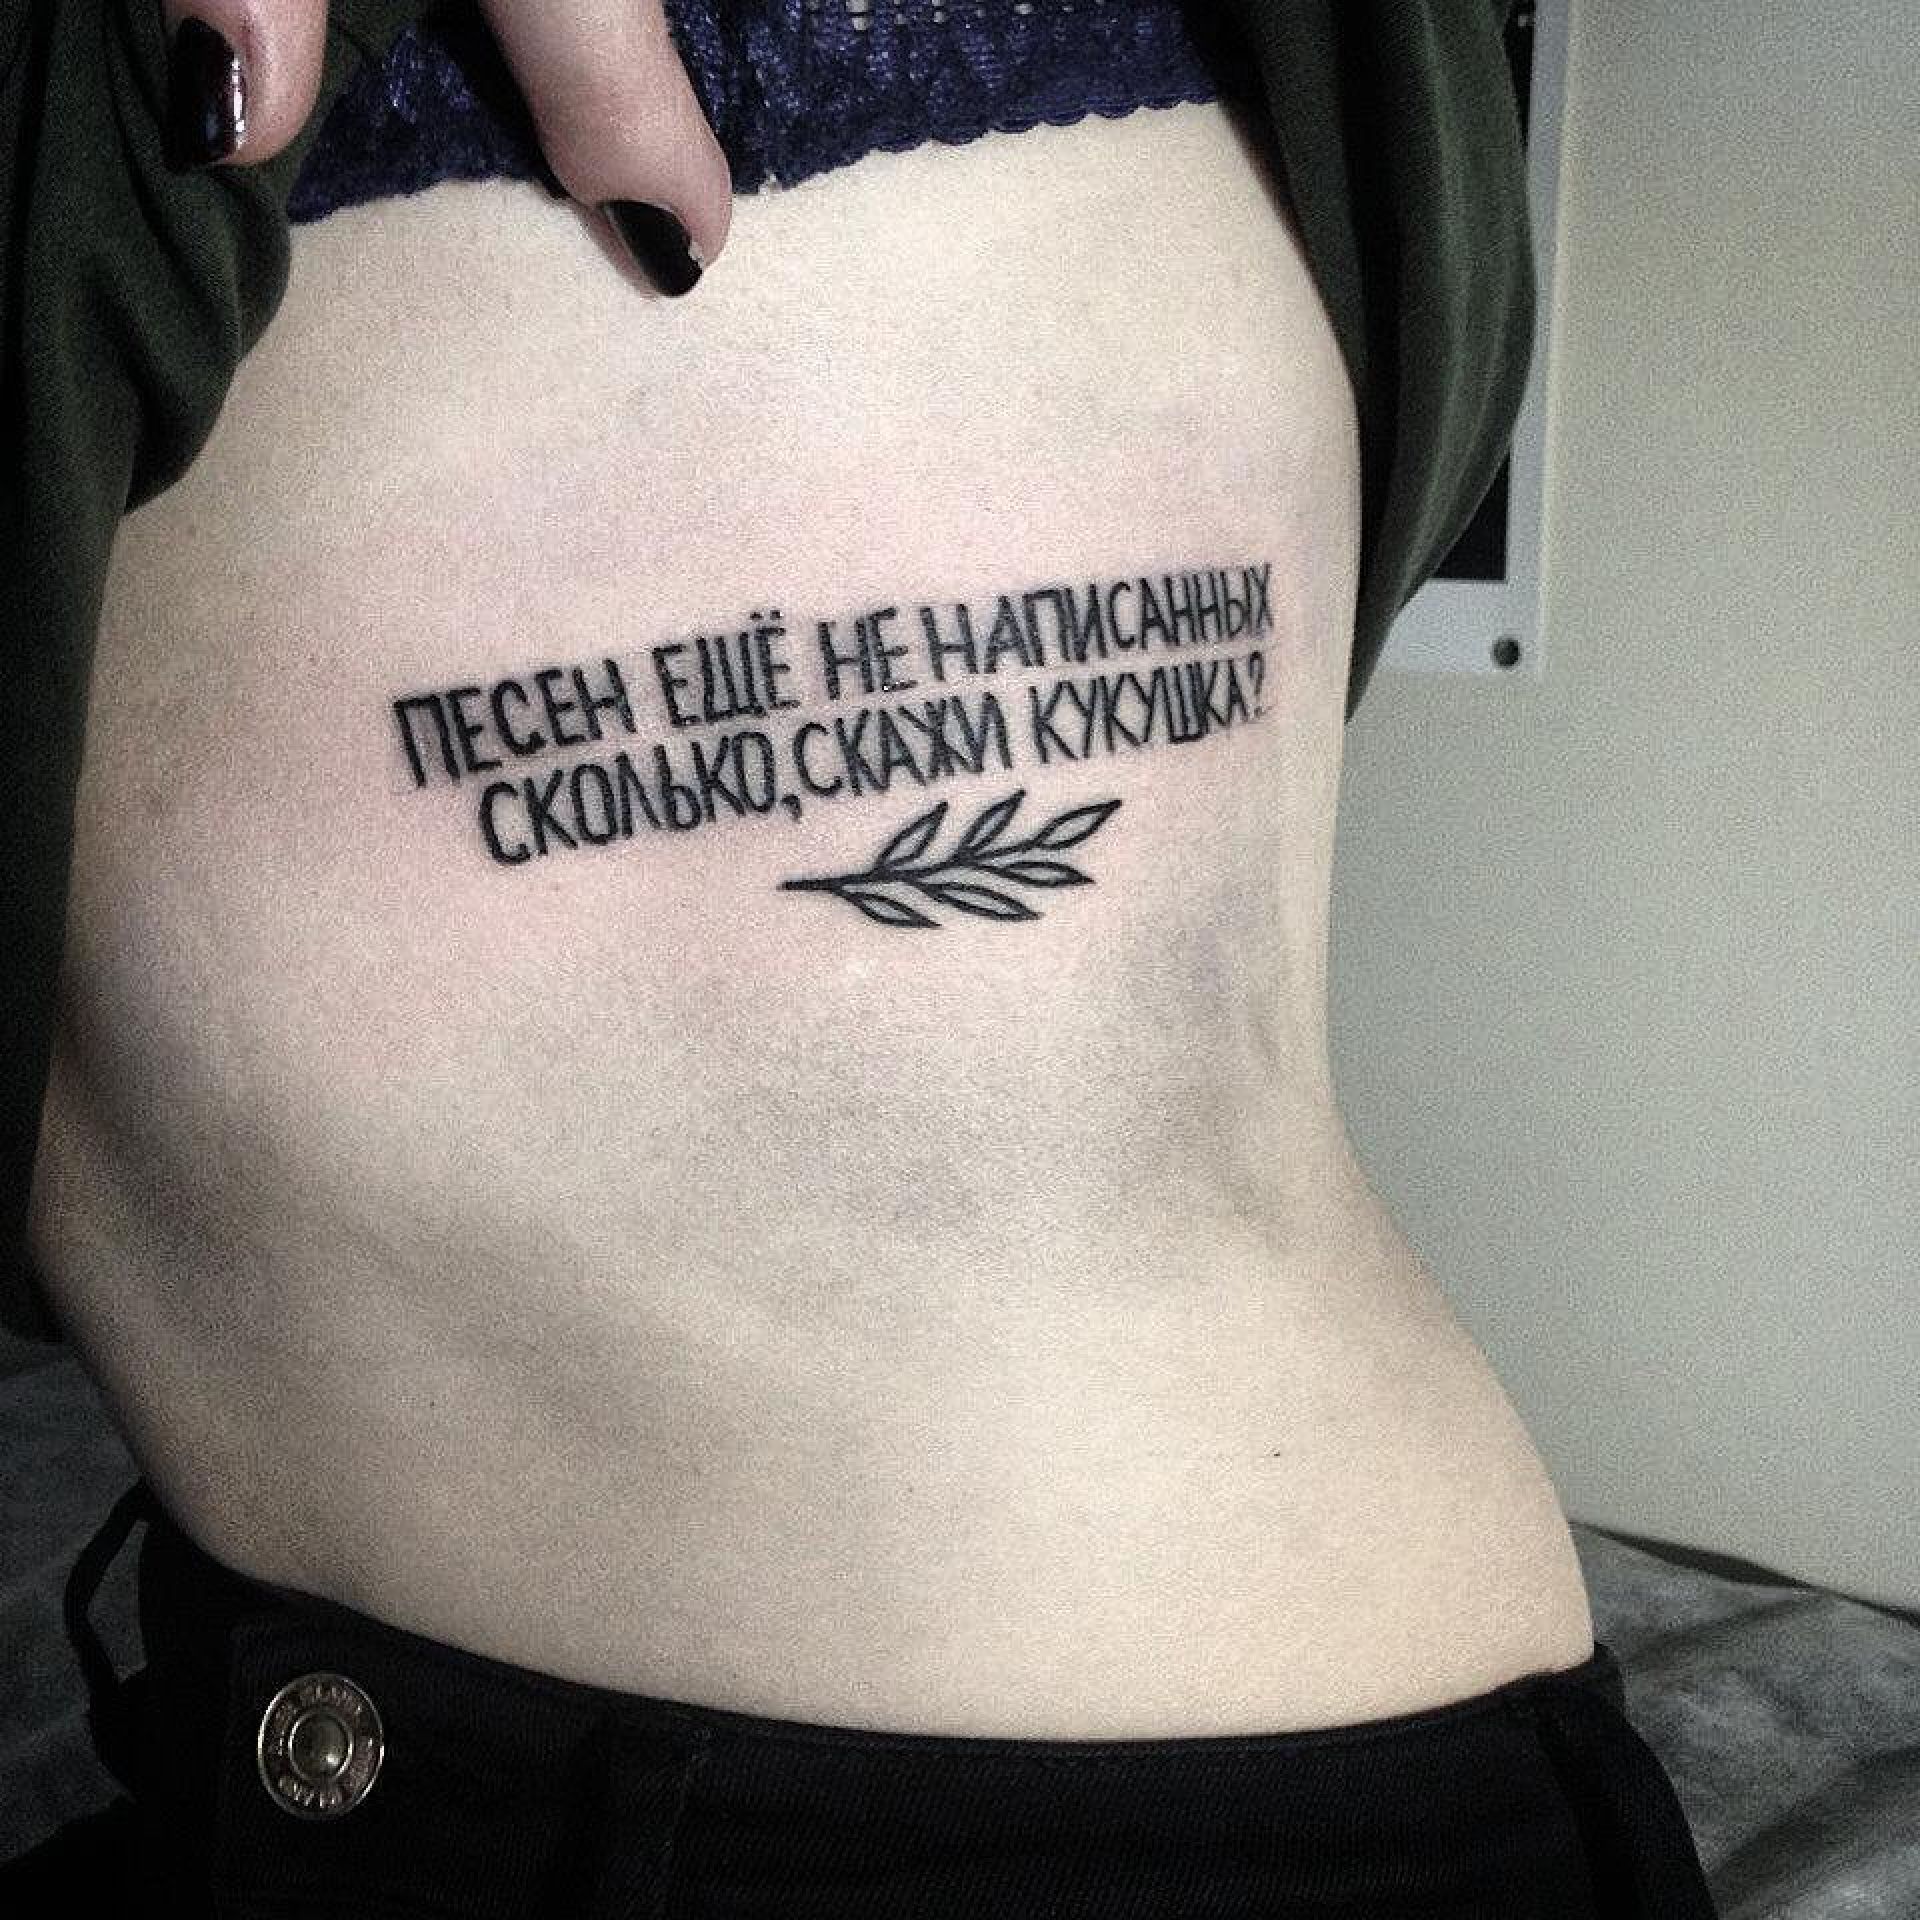 ПЕСЕН ЕЩЁ НЕ НАПИСАННЫХ
СКОЛЬКО, СКАЖИ КУКУШКА?